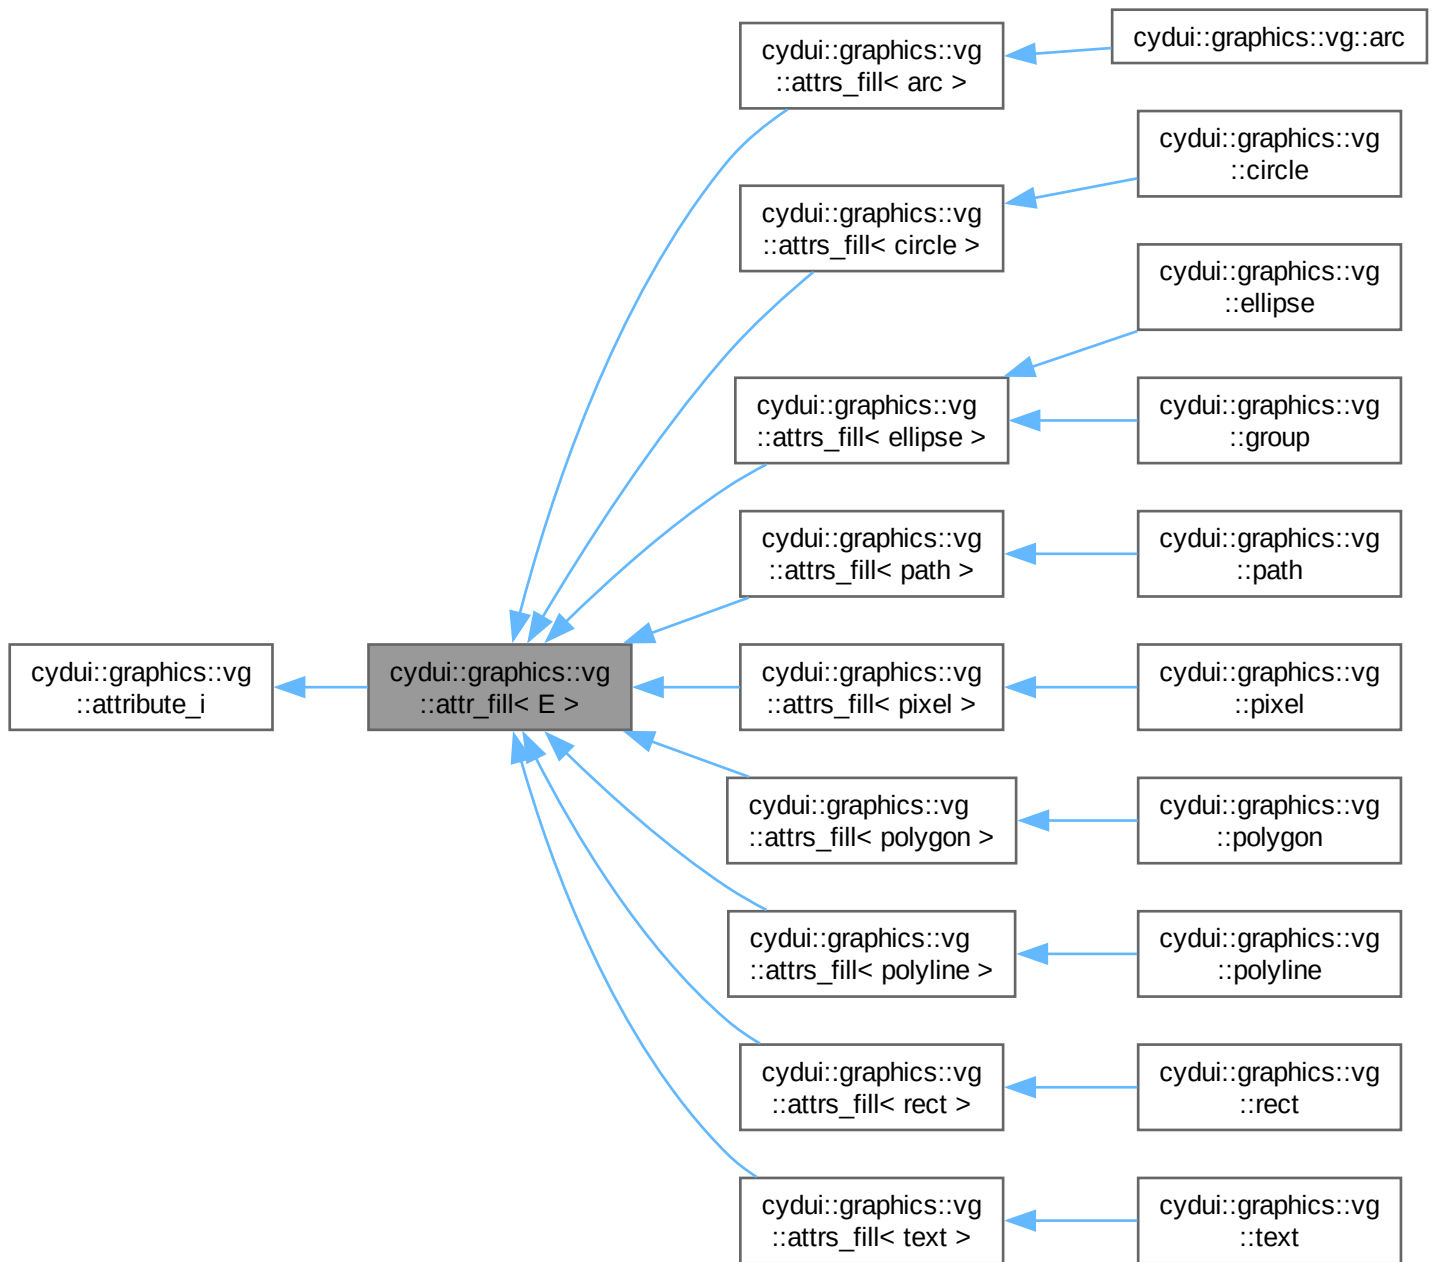 cydui::graphics::vg
::attribute_i
cydui::graphics::vg
::attr_fill< E >
cydui::graphics::vg
::attrs_fill< arc >
cydui::graphics::vg::arc
cydui::graphics::vg
::attrs_fill< circle >
cydui::graphics::vg
::circle
cydui::graphics::vg
::attrs_fill< ellipse >
cydui::graphics::vg
::ellipse
cydui::graphics::vg
::group
cydui::graphics::vg
::attrs_fill< path >
cydui::graphics::vg
::path
cydui::graphics::vg
::attrs_fill< pixel >
cydui::graphics::vg
::pixel
cydui::graphics::vg
::attrs_fill< polygon >
cydui::graphics::vg
::polygon
cydui::graphics::vg
::attrs_fill< polyline >
cydui::graphics::vg
::polyline
cydui::graphics::vg
::attrs_fill< rect >
cydui::graphics::vg
::rect
cydui::graphics::vg
::attrs_fill< text >
cydui::graphics::vg
::text